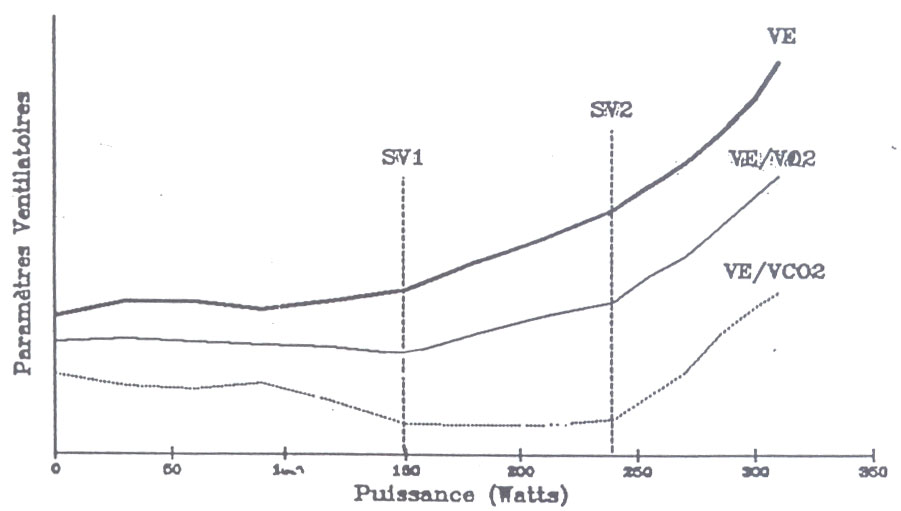 VE
SV2
SV1
VE/VO2
VE/VCO2
Paramètres Ventilatoires
0 50 150 200 250 300 350
Puissance (Watts)